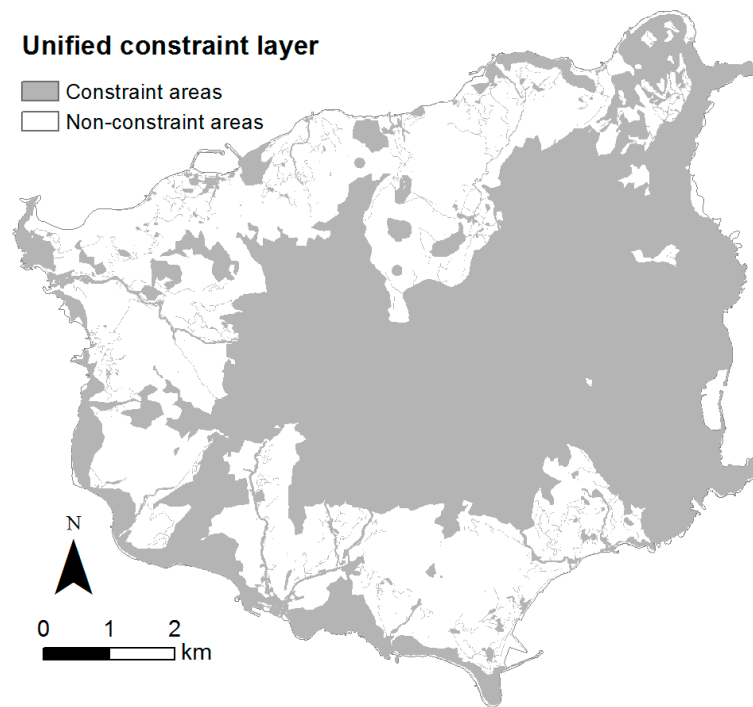 Unified constraint layer
Constraint areas
Non-constraint areas
N
0 1 2
km